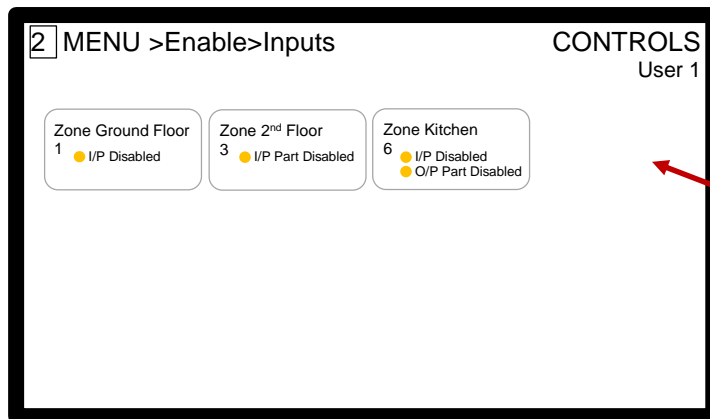 2 MENU >Enable>Inputs
CONTROLS
User 1
Zone Ground Floor
1 I/P Disabled
Zone 2nd Floor
3 I/P Part Disabled
Zone Kitchen
6 I/P Disabled
O/P Part Disabled